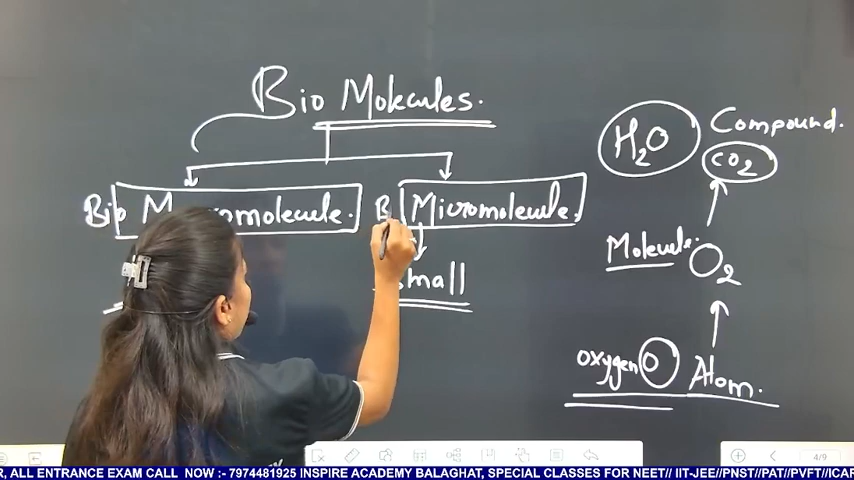 Bio Molecules.
Bio M romolecule.
B Micromolecule.
small
H2O
Compound.
CO2
Molecule.
O2
oxygen O Atom.
4/9
R, ALL ENTRANCE EXAM CALL NOW :- 7974481925 INSPIRE ACADEMY BALAGHAT, SPECIAL CLASSES FOR NEET// IIT-JEE//PNST//PAT//PVFT//ICAR